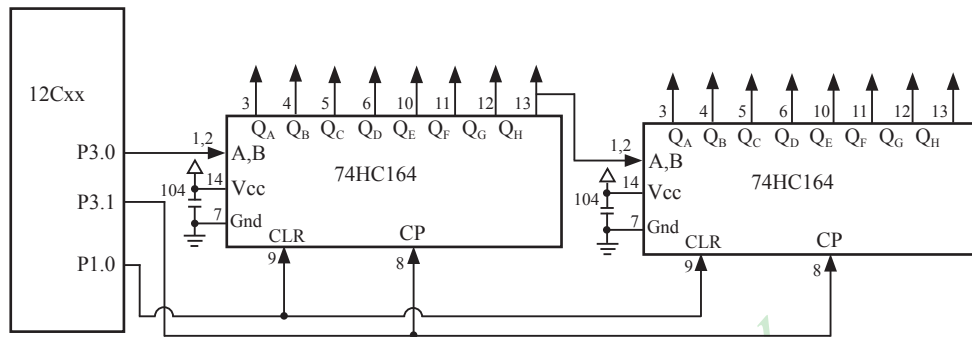 12Cxx
P3.0
P3.1
P1.0
3 4 5 6 10 11 12 13
QA QB QC QD QE QF QG QH
1,2
A,B
74HC164
14
Vcc
104
7
Gnd
CLR
CP
9
8
3 4 5 6 10 11 12 13
QA QB QC QD QE QF QG QH
1,2
A,B
74HC164
14
Vcc
104
7
Gnd
CLR
CP
9
8